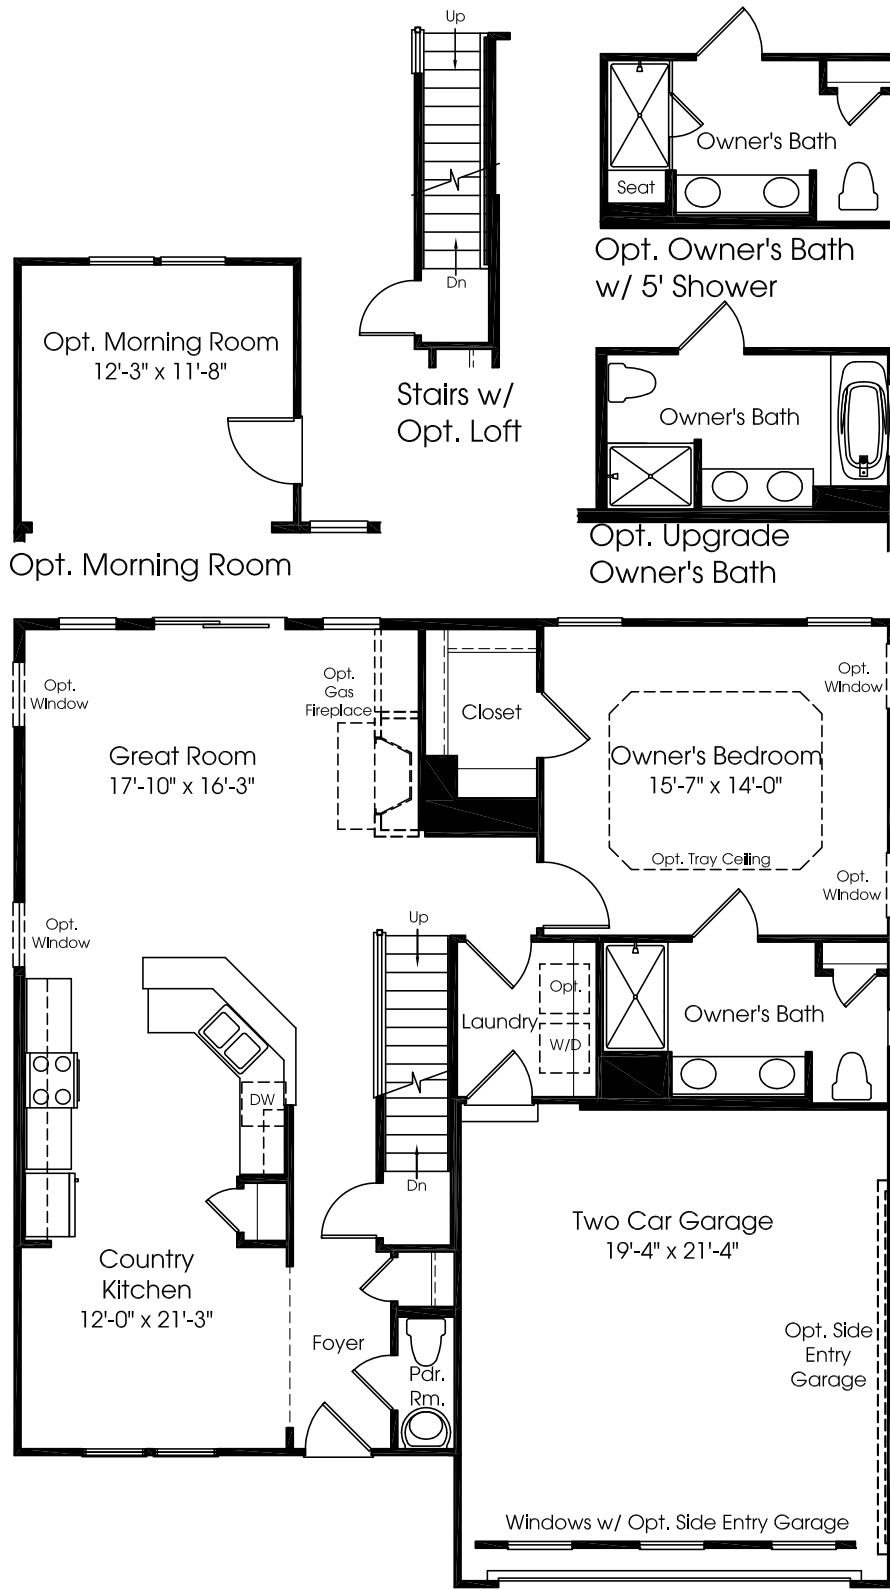 Up
Dn
Stairs w/
Opt. Loft
Owner's Bath
Seat
Opt. Owner's Bath
w/ 5' Shower
Opt. Morning Room
12'-3" x 11'-8"
Opt. Morning Room
Owner's Bath
Opt. Upgrade
Owner's Bath
Opt.
Window
Opt.
Gas
Fireplace
Great Room
17'-10" x 16'-3"
Closet
Opt.
Window
Owner's Bedroom
15'-7" x 14'-0"
Opt. Tray Ceiling
Opt.
Window
Opt.
Window
Up
Laundry
Opt.
W/D
Owner's Bath
DW
Dn
Country
Kitchen
12'-0" x 21'-3"
Two Car Garage
19'-4" x 21'-4"
Foyer
Pdr.
Rm.
Opt. Side
Entry
Garage
Windows w/ Opt. Side Entry Garage